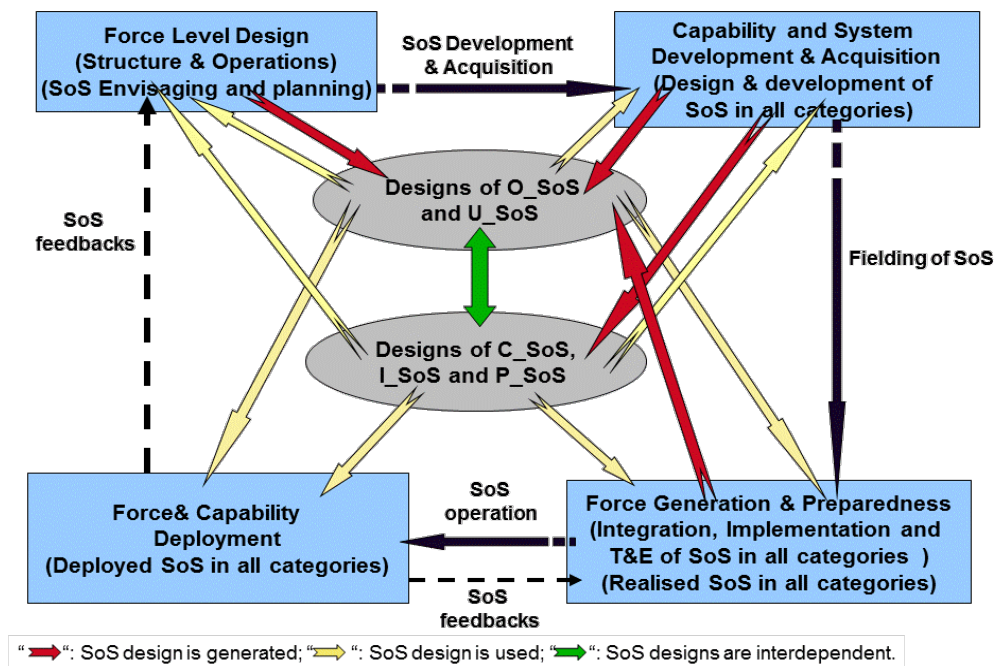 Force Level Design
(Structure & Operations)
(SoS Envisaging and planning)
SoS Development
& Acquisition
Capability and System
Development & Acquisition
(Design & development of
SoS in all categories)
Designs of O_SoS
and U_SoS
SoS
feedbacks
Fielding of SoS
Designs of C_SoS,
I_SoS and P_SoS
Force& Capability
Deployment
(Deployed SoS in all categories)
SoS
operation
SoS
feedbacks
Force Generation & Preparedness
(Integration, Implementation and
T&E of SoS in all categories )
(Realised SoS in all categories)
“ “: SoS design is generated; “ “: SoS design is used; “ “: SoS designs are interdependent.